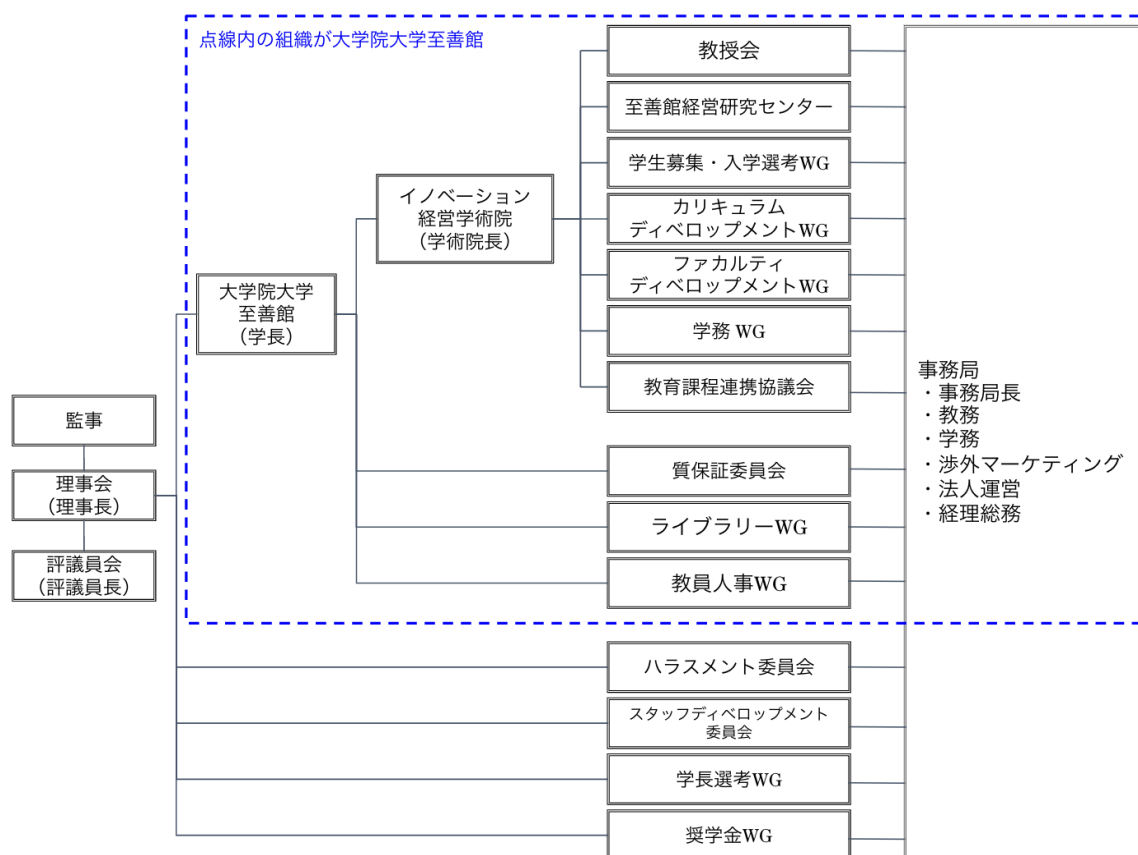 点線内の組織が大学院大学至善館
教授会
至善館経営研究センター
学生募集・入学選考WG
イノベーション
経営学術院
（学術院長）
カリキュラム
ディベロップメントWG
ファカルティ
ディベロップメントWG
大学院大学
至善館
（学長）
学務 WG
教育課程連携協議会
事務局
・事務局長
・教務
・学務
・渉外マーケティング
・法人運営
・経理総務
監事
理事会
（理事長）
評議員会
（評議員長）
質保証委員会
ライブラリーWG
教員人事WG
ハラスメント委員会
スタッフディベロップメント
委員会
学長選考WG
奨学金WG